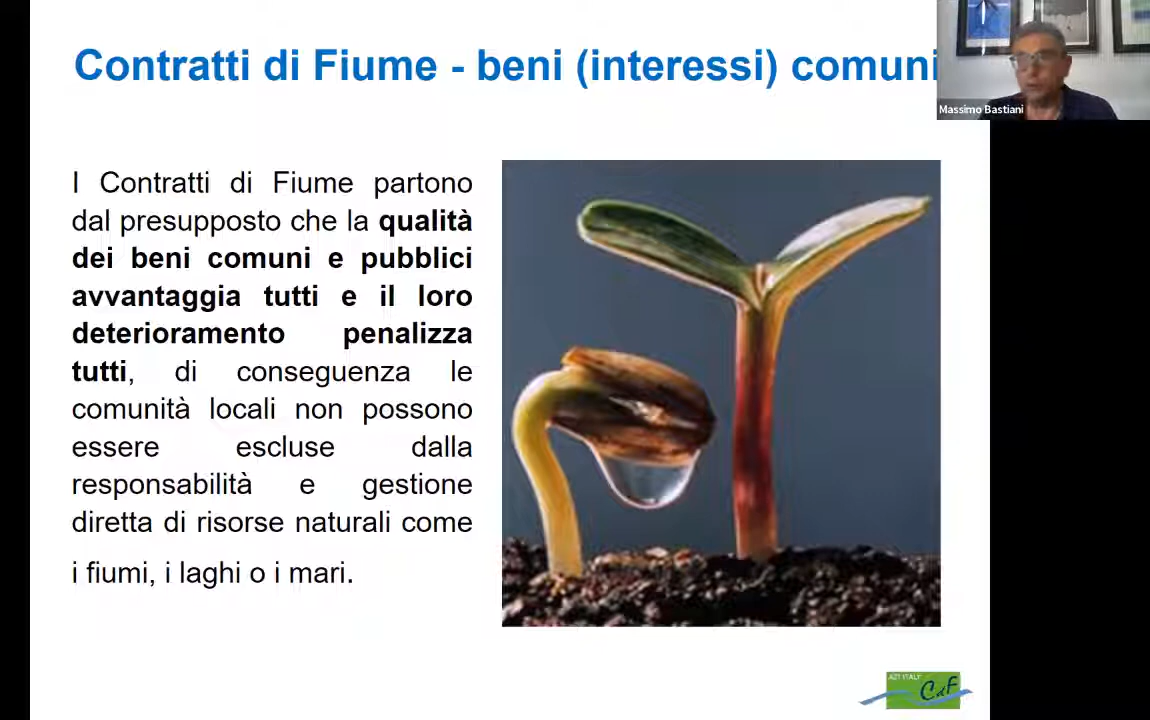 Contratti di Fiume - beni (interessi) comuni
Massimo Bastiani
I Contratti di Fiume partono
dal presupposto che la qualità
dei beni comuni e pubblici
avvantaggia tutti e il loro
deterioramento penalizza
tutti, di conseguenza le
comunità locali non possono
essere escluse dalla
responsabilità e gestione
diretta di risorse naturali come
i fiumi, i laghi o i mari.
CdF